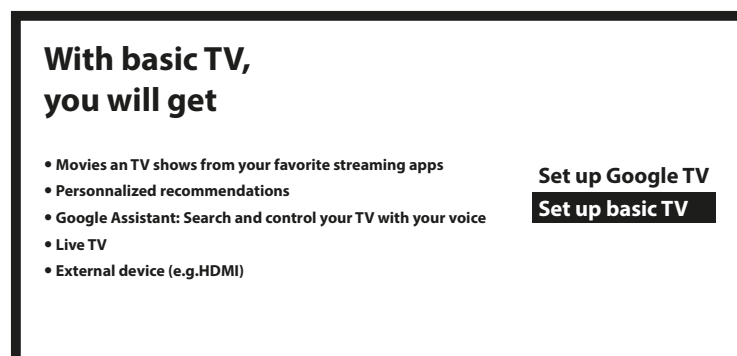 With basic TV,
you will get
• Movies an TV shows from your favorite streaming apps
• Personnalized recommendations
• Google Assistant: Search and control your TV with your voice
• Live TV
• External device (e.g.HDMI)
Set up Google TV
Set up basic TV